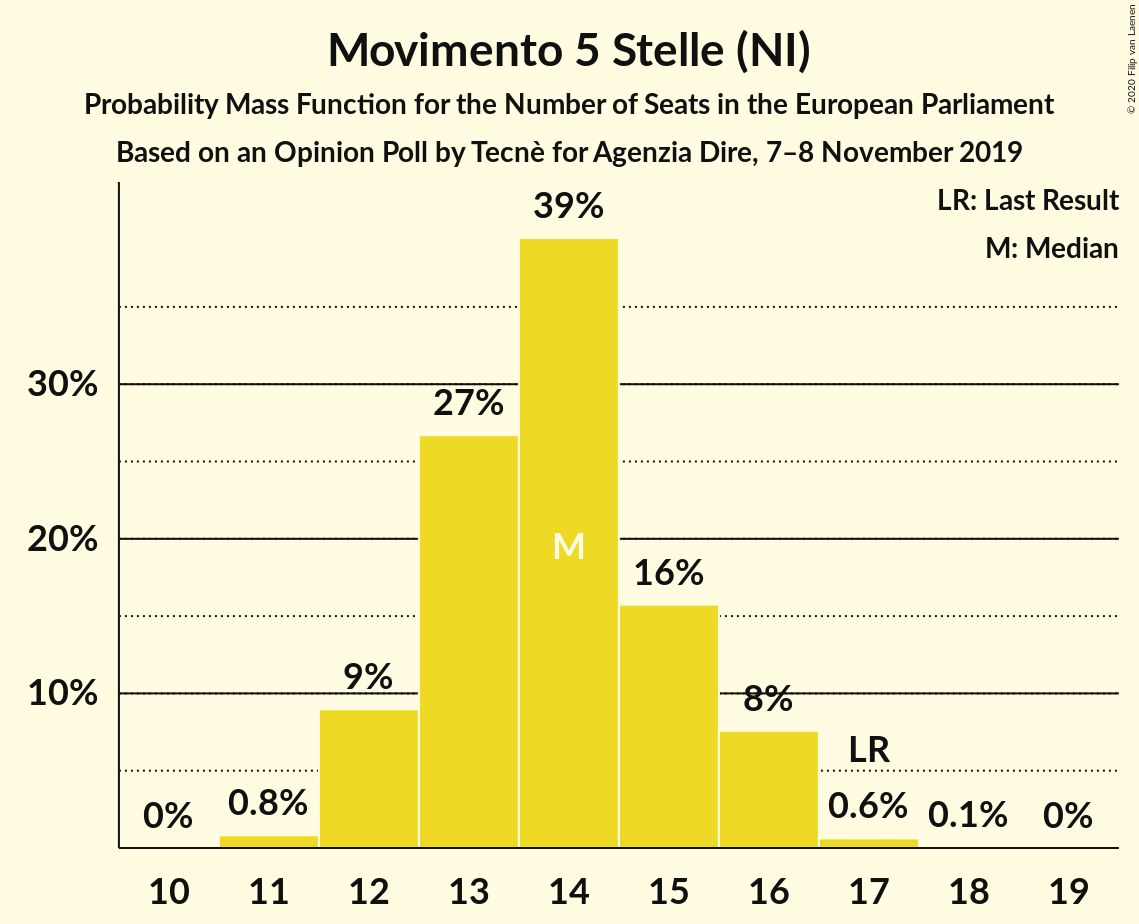 Movimento 5 Stelle (NI)
Probability Mass Function for the Number of Seats in the European Parliament
Based on an Opinion Poll by Tecnè for Agenzia Dire, 7–8 November 2019
© 2020 Filip van Laenen
LR: Last Result
M: Median
39%
30%
27%
20%
M
16%
10%
9%
8%
LR
0%
0.8%
0.6%
0.1%
0%
10 11 12 13 14 15 16 17 18 19